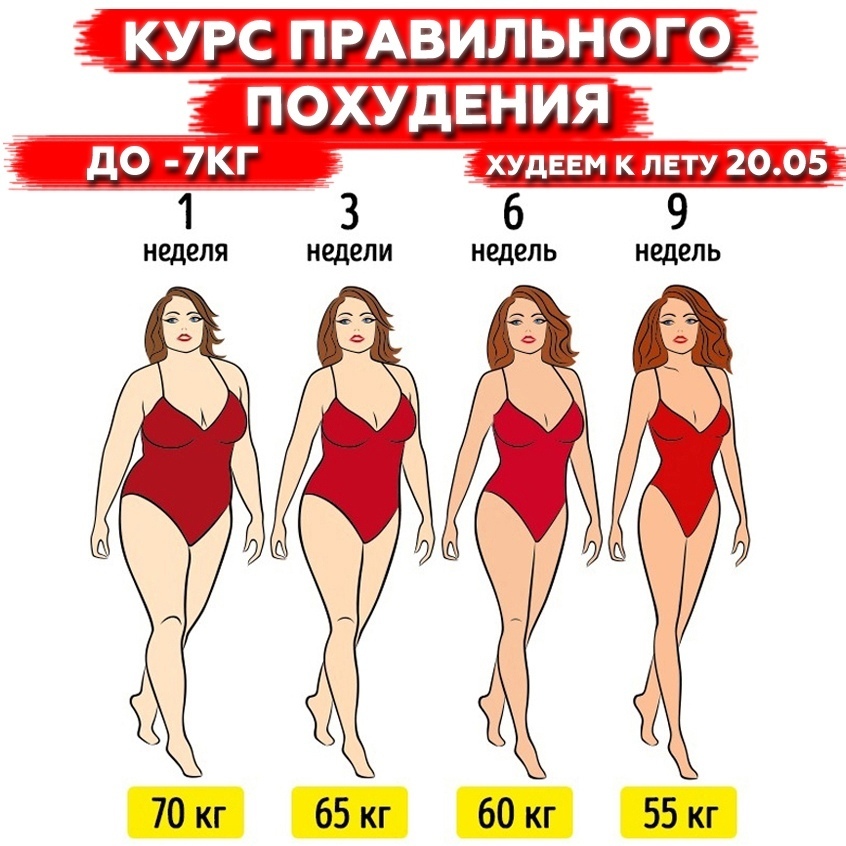 КУРС ПРАВИЛЬНОГО
ПОХУДЕНИЯ
ДО -7КГ
ХУДЕЕМ К ЛЕТУ 20.05
1 неделя
3 недели
6 недель
9 недель
70 кг
65 кг
60 кг
55 кг